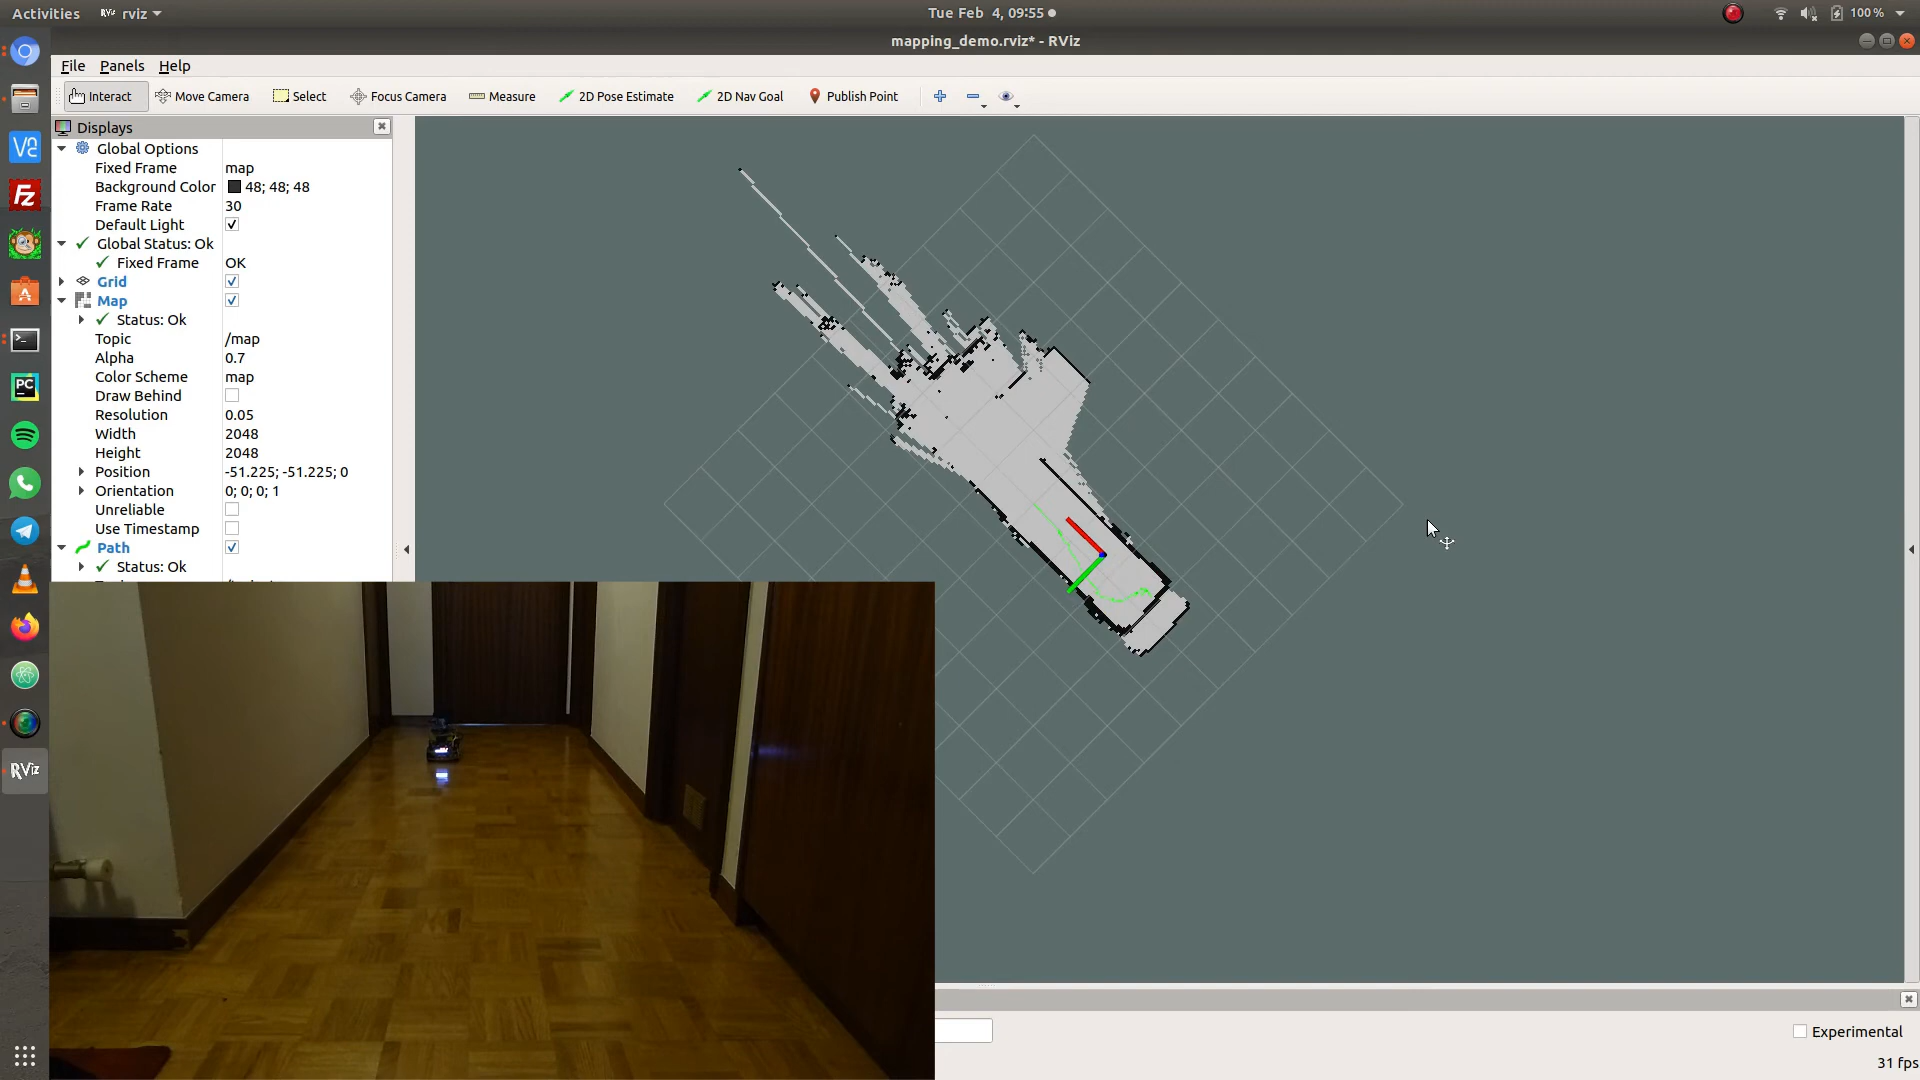 Activities
RViz rviz
Tue Feb 4, 09:55
100 %
mapping_demo.rviz* - RViz
File Panels Help
Interact Move Camera Select Focus Camera Measure 2D Pose Estimate 2D Nav Goal Publish Point
Displays
Global Options
Fixed Frame map
Background Color 48; 48; 48
Frame Rate 30
Default Light
Global Status: Ok
Fixed Frame OK
Grid
Map
Status: Ok
Topic /map
Alpha 0.7
Color Scheme map
Draw Behind
Resolution 0.05
Width 2048
Height 2048
Position -51.225; -51.225; 0
Orientation 0; 0; 0; 1
Unreliable
Use Timestamp
Path
Status: Ok
Fz
PC
RViz
Experimental
31 fps